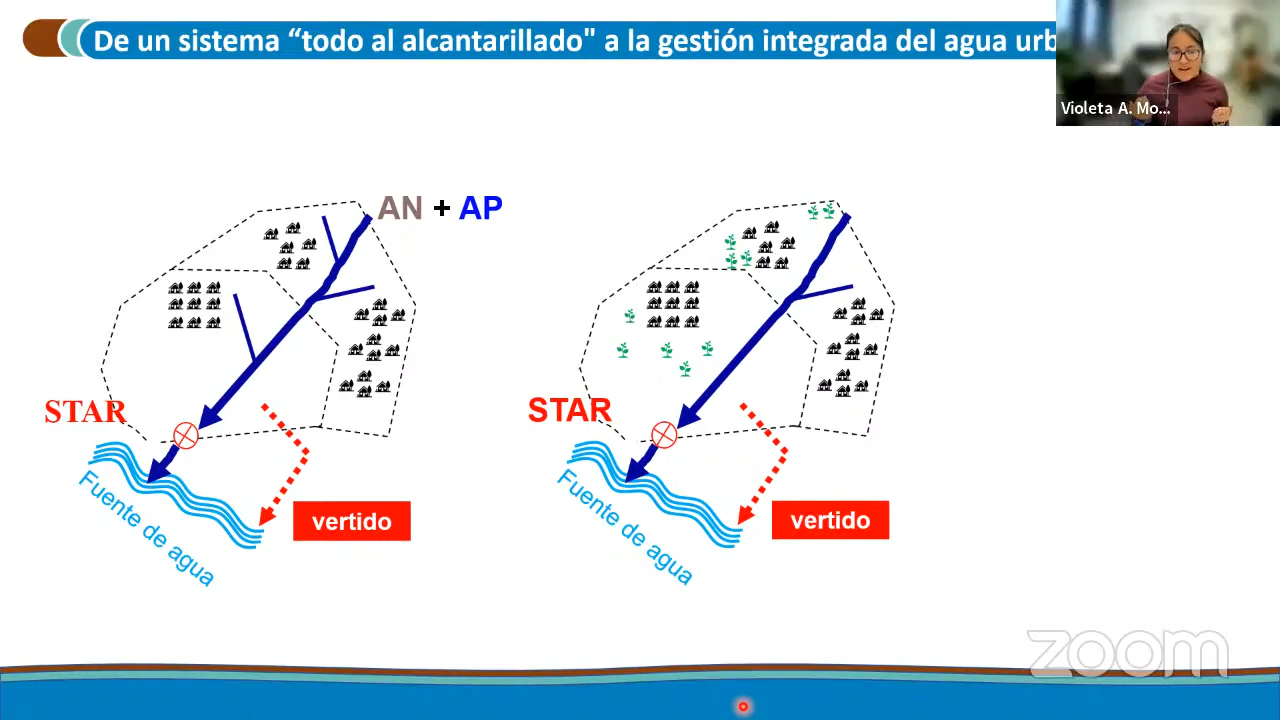 De un sistema “todo al alcantarillado" a la gestión integrada del agua urb
Violeta A. Mo...
AN + AP
STAR
Fuente de agua
vertido
STAR
Fuente de agua
vertido
zoom